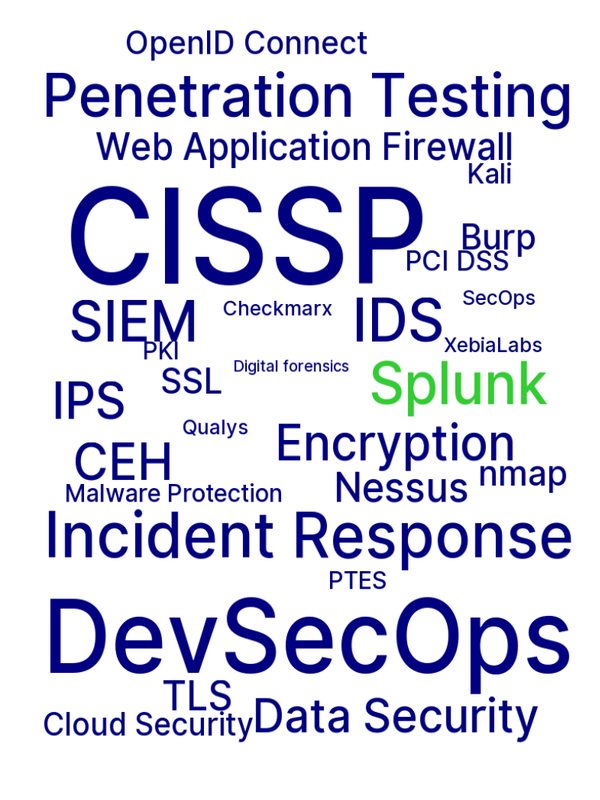 OpenID Connect
Penetration Testing
Web Application Firewall
Kali
CISSP
Burp
PCI DSS
SIEM
Checkmarx
IDS
SecOps
PKI
XebiaLabs
SSL
Digital forensics
Splunk
IPS
Qualys
Encryption
CEH
nmap
Malware Protection
Nessus
Incident Response
PTES
DevSecOps
TLS
Cloud Security
Data Security